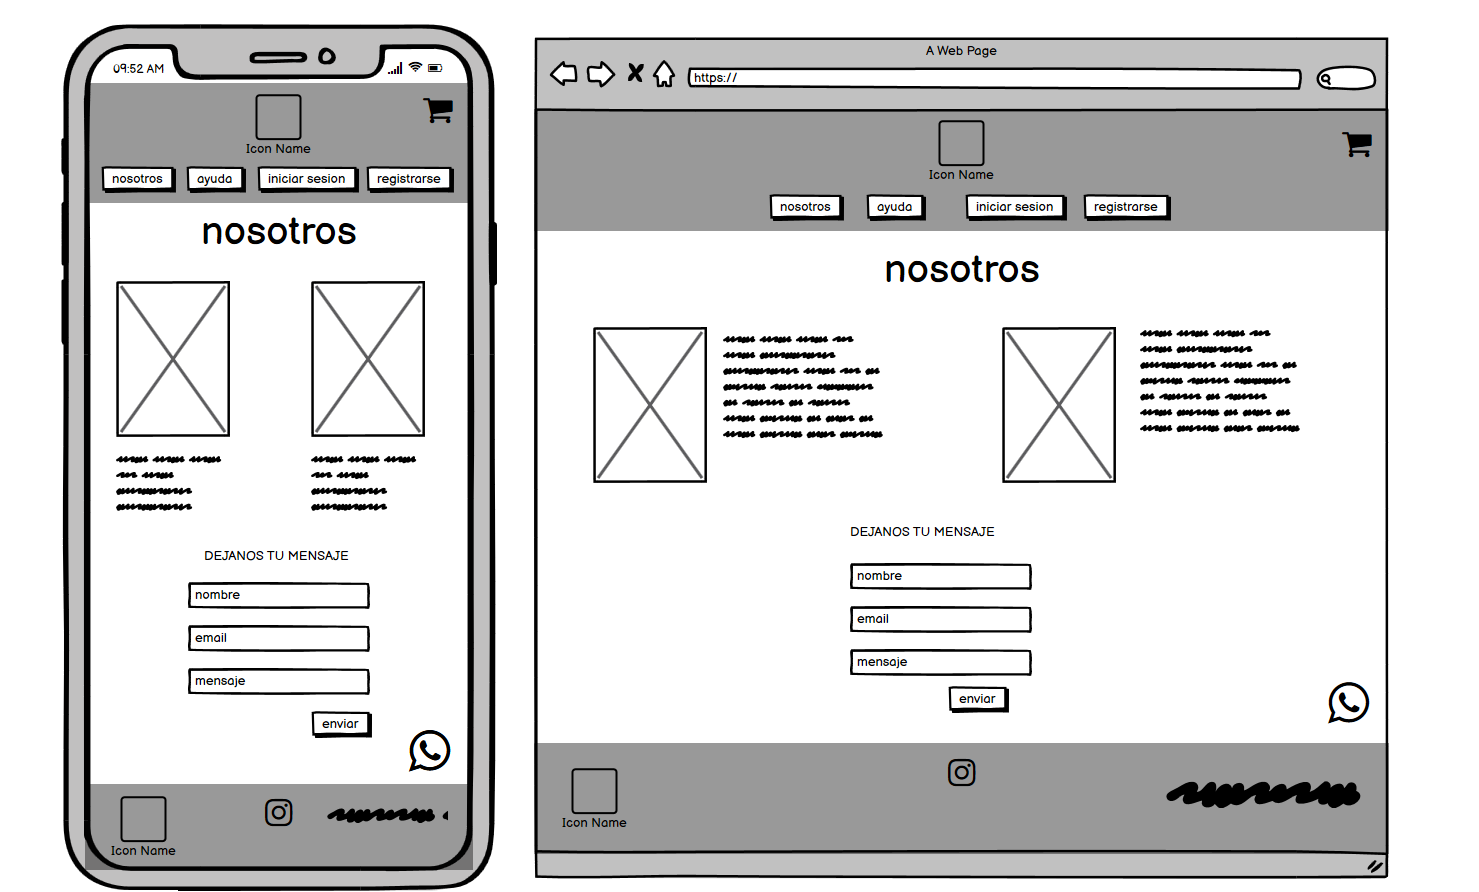 09:52 AM
Icon Name
nosotros
ayuda
iniciar sesion
registrarse
nosotros
DEJANOS TU MENSAJE
nombre
email
mensaje
enviar
Icon Name
A Web Page
https://
Icon Name
nosotros
ayuda
iniciar sesion
registrarse
nosotros
DEJANOS TU MENSAJE
nombre
email
mensaje
enviar
Icon Name